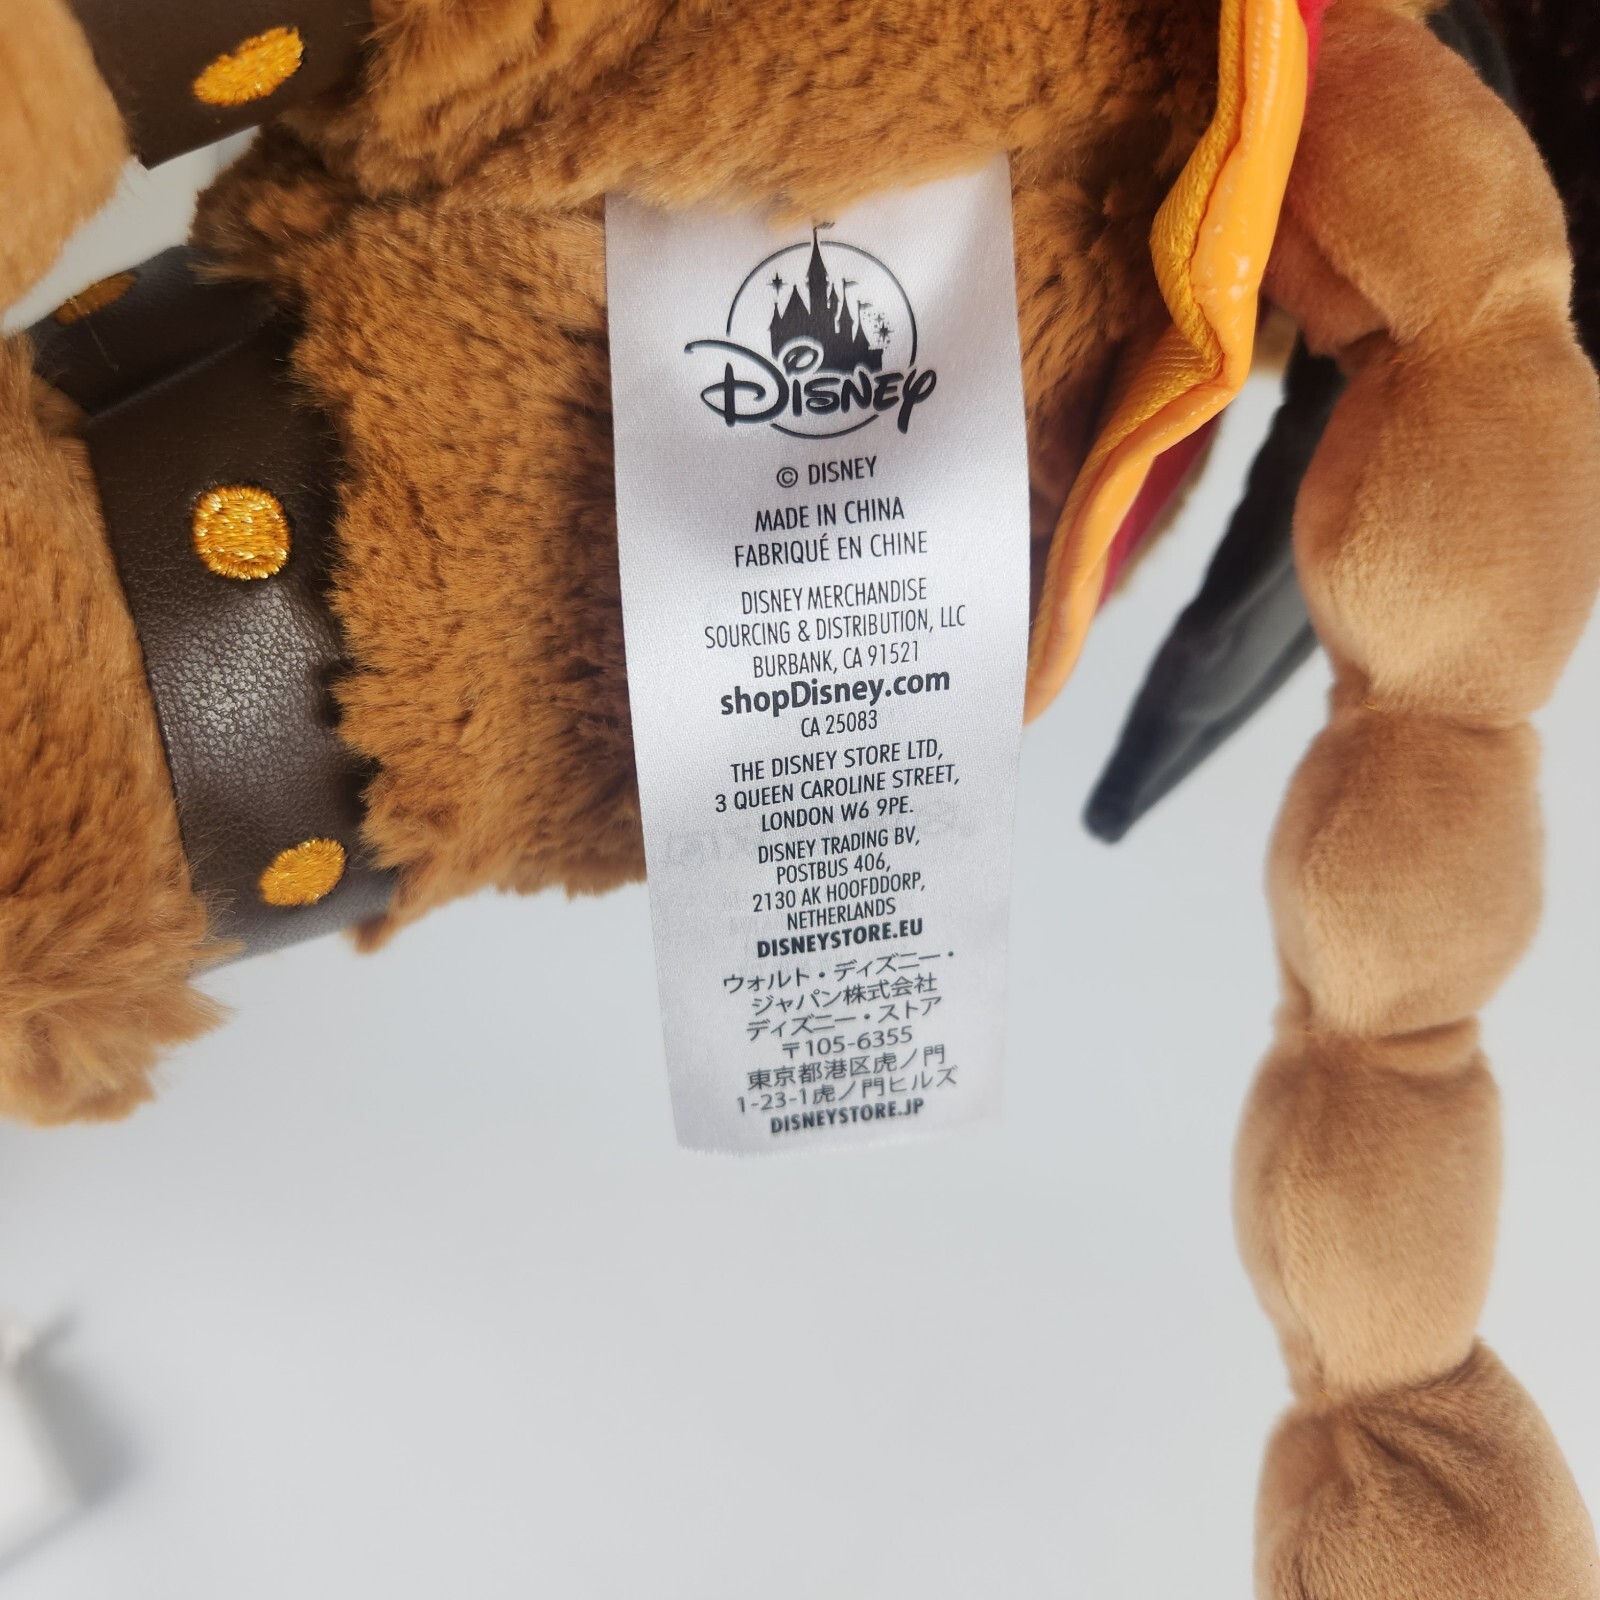 DISNEY
© DISNEY
MADE IN CHINA
FABRIQUÉ EN CHINE
DISNEY MERCHANDISE
SOURCING & DISTRIBUTION, LLC
BURBANK, CA 91521
shopDisney.com
CA 25083
THE DISNEY STORE LTD,
3 QUEEN CAROLINE STREET,
LONDON W6 9PE.
DISNEY TRADING BV,
POSTBUS 406,
2130 AK HOOFDDORP,
NETHERLANDS
DISNEYSTORE.EU
ウォルト・ディズニー・
ジャパン株式会社
ディズニー・ストア
〒105-6355
東京都港区虎ノ門
1-23-1虎ノ門ヒルズ
DISNEYSTORE.JP